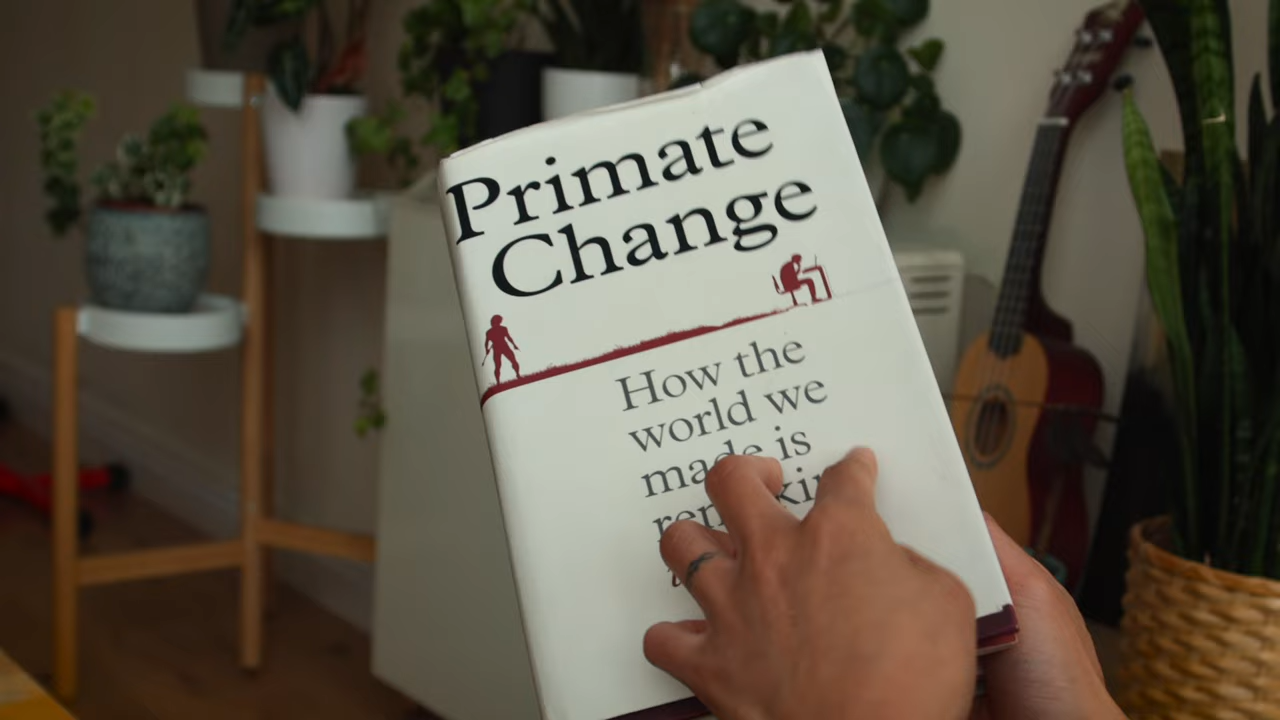 Primate
Change
How the
world we
made is